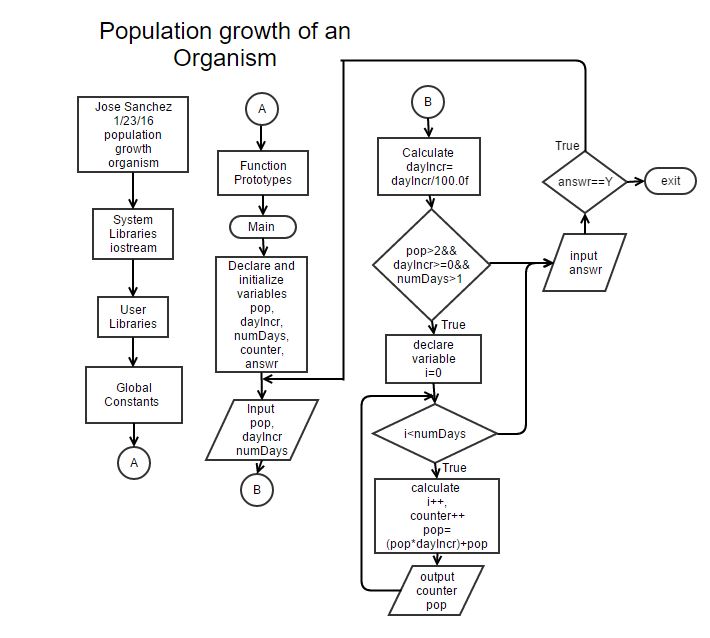 Population growth of an
Organism
Jose Sanchez
1/23/16
population
growth
organism
System
Libraries
iostream
User
Libraries
Global
Constants
A
A
Function
Prototypes
Main
Declare and
initialize
variables
pop,
dayIncr,
numDays,
counter,
answr
Input
pop,
dayIncr
numDays
B
B
Calculate
dayIncr=
dayIncr/100.0f
pop>2&&
dayIncr>=0&&
numDays>1
True
declare
variable
i=0
i<numDays
True
calculate
i++,
counter++
pop=
(pop*dayIncr)+pop
output
counter
pop
True
answr==Y
exit
input
answr